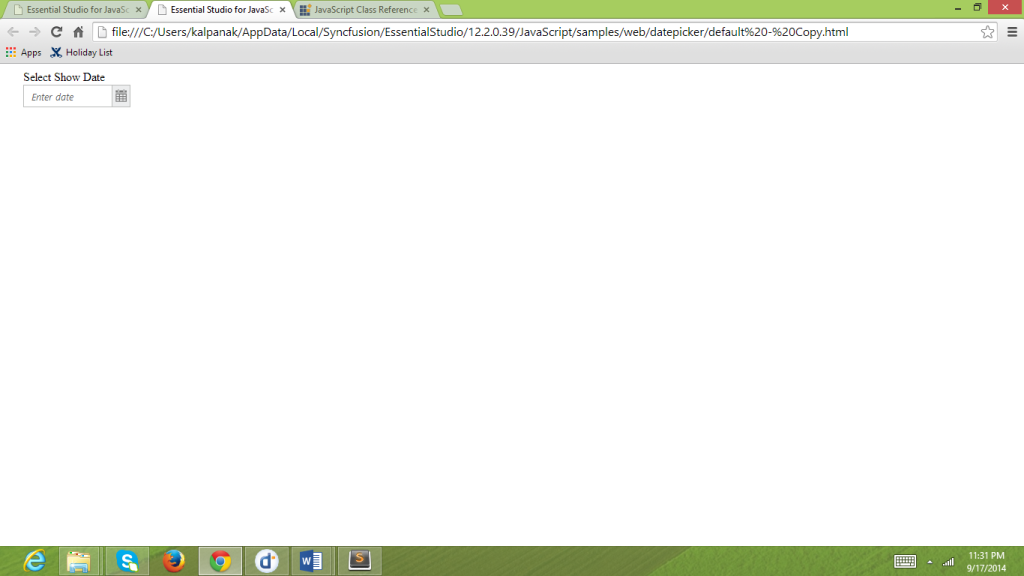 Essential Studio for JavaSc
Essential Studio for JavaSc
JavaScript Class Reference
file:///C:/Users/kalpanak/AppData/Local/Syncfusion/EssentialStudio/12.2.0.39/JavaScript/samples/web/datepicker/default%20-%20Copy.html
Apps
Holiday List
Select Show Date
Enter date
11:31 PM
9/17/2014